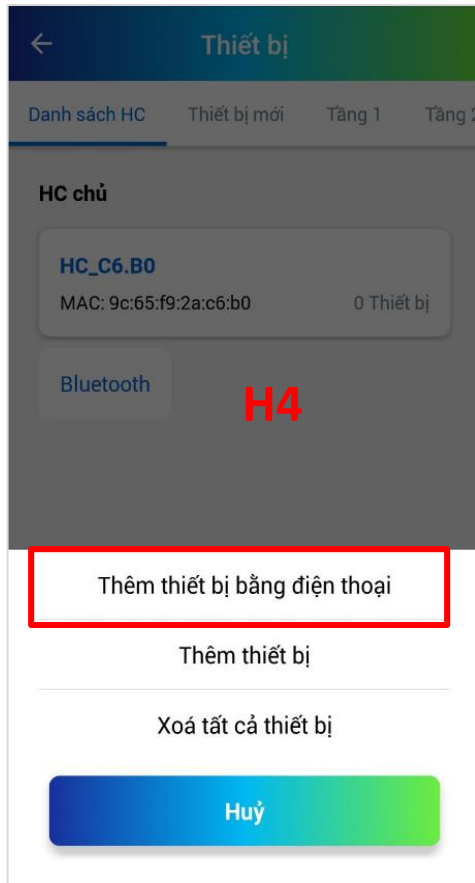 Thiết bị
Danh sách HC Thiết bị mới Tầng 1 Tầng 2
HC chủ
HC_C6.B0
MAC: 9c:65:f9:2a:c6:b0 0 Thiết bị
Bluetooth
H4
Thêm thiết bị bằng điện thoại
Thêm thiết bị
Xoá tất cả thiết bị
Huỷ